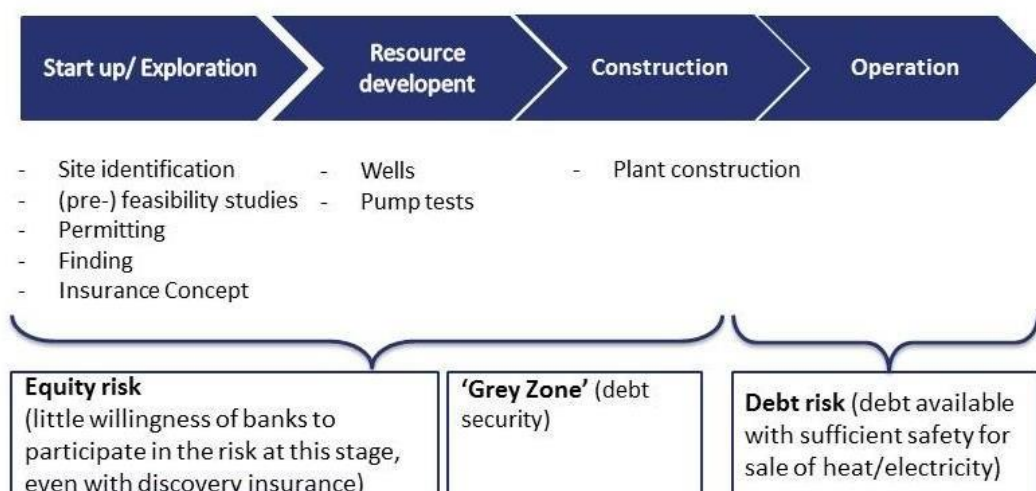 Start up/ Exploration
Resource
developent
Construction
Operation
- Site identification
- (pre-) feasibility studies
- Permitting
- Finding
- Insurance Concept
- Wells
- Pump tests
- Plant construction
Equity risk
(little willingness of banks to
participate in the risk at this stage,
even with discovery insurance)
'Grey Zone' (debt
security)
Debt risk (debt available
with sufficient safety for
sale of heat/electricity)